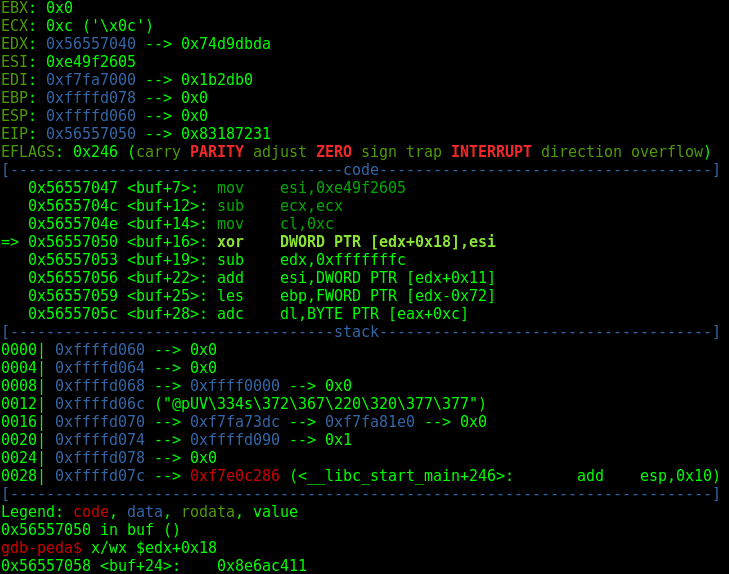 EBX: 0x0
ECX: 0xc ('\x0c')
EDX: 0x56557040 --> 0x74d9dbda
ESI: 0xe49f2605
EDI: 0xf7fa7000 --> 0x1b2db0
EBP: 0xffffd078 --> 0x0
ESP: 0xffffd060 --> 0x0
EIP: 0x56557050 --> 0x83187231
EFLAGS: 0x246 (carry PARITY adjust ZERO sign trap INTERRUPT direction overflow)
[-------------------------------------code-------------------------------------]
   0x56557047 <buf+7>:	mov    esi,0xe49f2605
   0x5655704c <buf+12>:	sub    ecx,ecx
   0x5655704e <buf+14>:	mov    cl,0xc
=> 0x56557050 <buf+16>:	xor    DWORD PTR [edx+0x18],esi
   0x56557053 <buf+19>:	sub    edx,0xfffffffc
   0x56557056 <buf+22>:	add    esi,DWORD PTR [edx+0x11]
   0x56557059 <buf+25>:	les    ebp,FWORD PTR [edx-0x72]
   0x5655705c <buf+28>:	adc    dl,BYTE PTR [eax+0xc]
[------------------------------------stack-------------------------------------]
0000| 0xffffd060 --> 0x0
0004| 0xffffd064 --> 0x0
0008| 0xffffd068 --> 0xffff0000 --> 0x0
0012| 0xffffd06c ("@pUV\334s\372\367\220\320\377\377")
0016| 0xffffd070 --> 0xf7fa73dc --> 0xf7fa81e0 --> 0x0
0020| 0xffffd074 --> 0xffffd090 --> 0x1
0024| 0xffffd078 --> 0x0
0028| 0xffffd07c --> 0xf7e0c286 (<__libc_start_main+246>:	add    esp,0x10)
[------------------------------------------------------------------------------]
Legend: code, data, rodata, value
0x56557050 in buf ()
gdb-peda$ x/wx $edx+0x18
0x56557058 <buf+24>:	0x8e6ac411